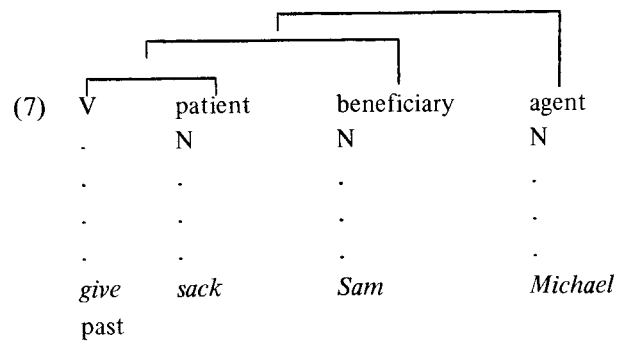 (7) V patient beneficiary agent
. N N N
. . . .
. . . .
. . . .
give sack Sam Michael
past